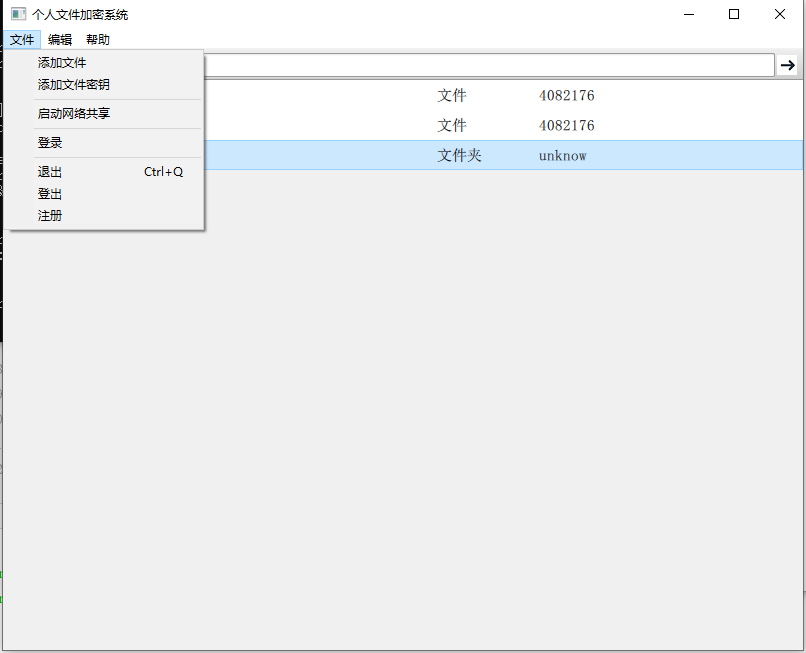 个人文件加密系统
文件 编辑 帮助
添加文件
添加文件密钥
启动网络共享
登录
退出 Ctrl+Q
登出
注册
文件 4082176
文件 4082176
文件夹 unknow